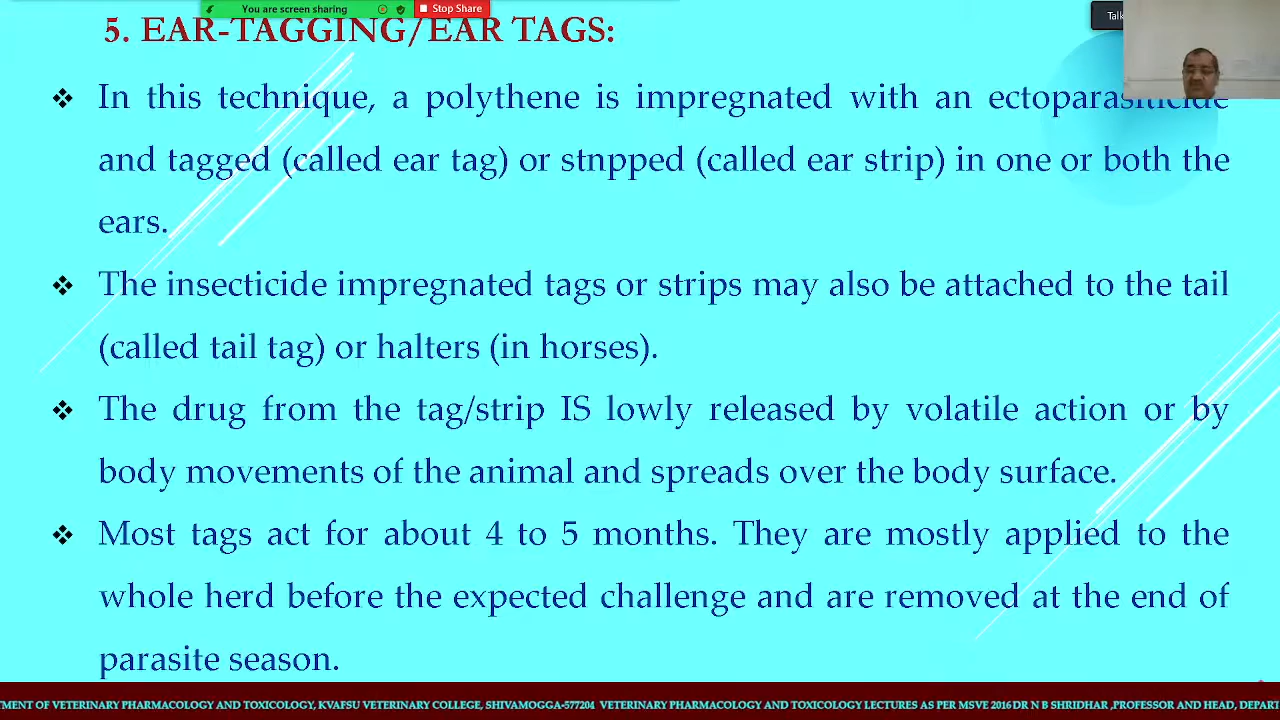 You are screen sharing
Stop Share
Talk
5. EAR-TAGGING/EAR TAGS:
❖ In this technique, a polythene is impregnated with an ectoparasiticide
and tagged (called ear tag) or stnpped (called ear strip) in one or both the
ears.
❖ The insecticide impregnated tags or strips may also be attached to the tail
(called tail tag) or halters (in horses).
❖ The drug from the tag/strip IS lowly released by volatile action or by
body movements of the animal and spreads over the body surface.
❖ Most tags act for about 4 to 5 months. They are mostly applied to the
whole herd before the expected challenge and are removed at the end of
parasite season.
TMENT OF VETERINARY PHARMACOLOGY AND TOXICOLOGY, KVAFSU VETERINARY COLLEGE, SHIVAMOGGA-577204 VETERINARY PHARMACOLOGY AND TOXICOLOGY LECTURES AS PER MSVE 2016 DR N B SHRIDHAR ,PROFESSOR AND HEAD, DEPART